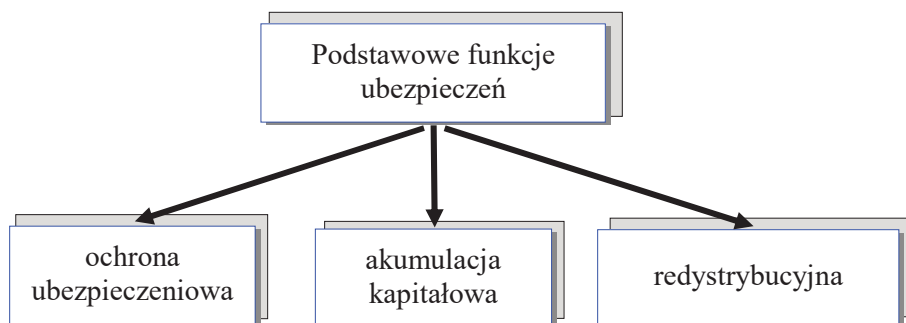 Podstawowe funkcje
ubezpieczeń
ochrona
ubezpieczeniowa
akumulacja
kapitałowa
redystrybucyjna